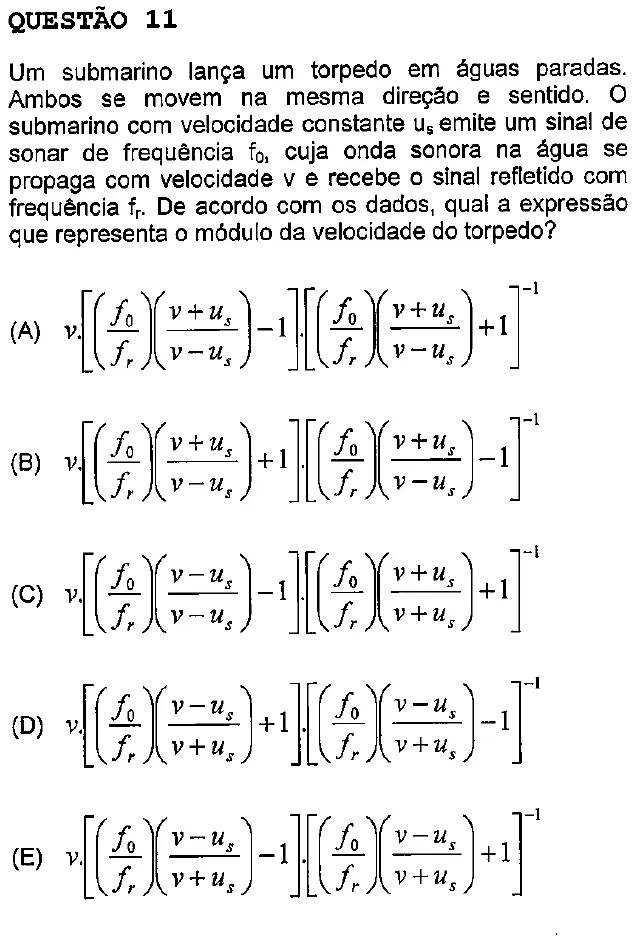 QUESTÃO 11
Um submarino lança um torpedo em águas paradas.
Ambos se movem na mesma direção e sentido. O
submarino com velocidade constante uₛ emite um sinal de
sonar de frequência f₀, cuja onda sonora na água se
propaga com velocidade v e recebe o sinal refletido com
frequência fᵣ. De acordo com os dados, qual a expressão
que representa o módulo da velocidade do torpedo?
(A) v.[(f₀/fᵣ)((v+uₛ)/(v−uₛ))−1].[(f₀/fᵣ)((v+uₛ)/(v−uₛ))+1]⁻¹
(B) v.[(f₀/fᵣ)((v+uₛ)/(v−uₛ))+1].[(f₀/fᵣ)((v+uₛ)/(v−uₛ))−1]⁻¹
(C) v.[(f₀/fᵣ)((v−uₛ)/(v−uₛ))−1].[(f₀/fᵣ)((v+uₛ)/(v+uₛ))+1]⁻¹
(D) v.[(f₀/fᵣ)((v−uₛ)/(v+uₛ))+1].[(f₀/fᵣ)((v−uₛ)/(v+uₛ))−1]⁻¹
(E) v.[(f₀/fᵣ)((v−uₛ)/(v+uₛ))−1].[(f₀/fᵣ)((v−uₛ)/(v+uₛ))+1]⁻¹